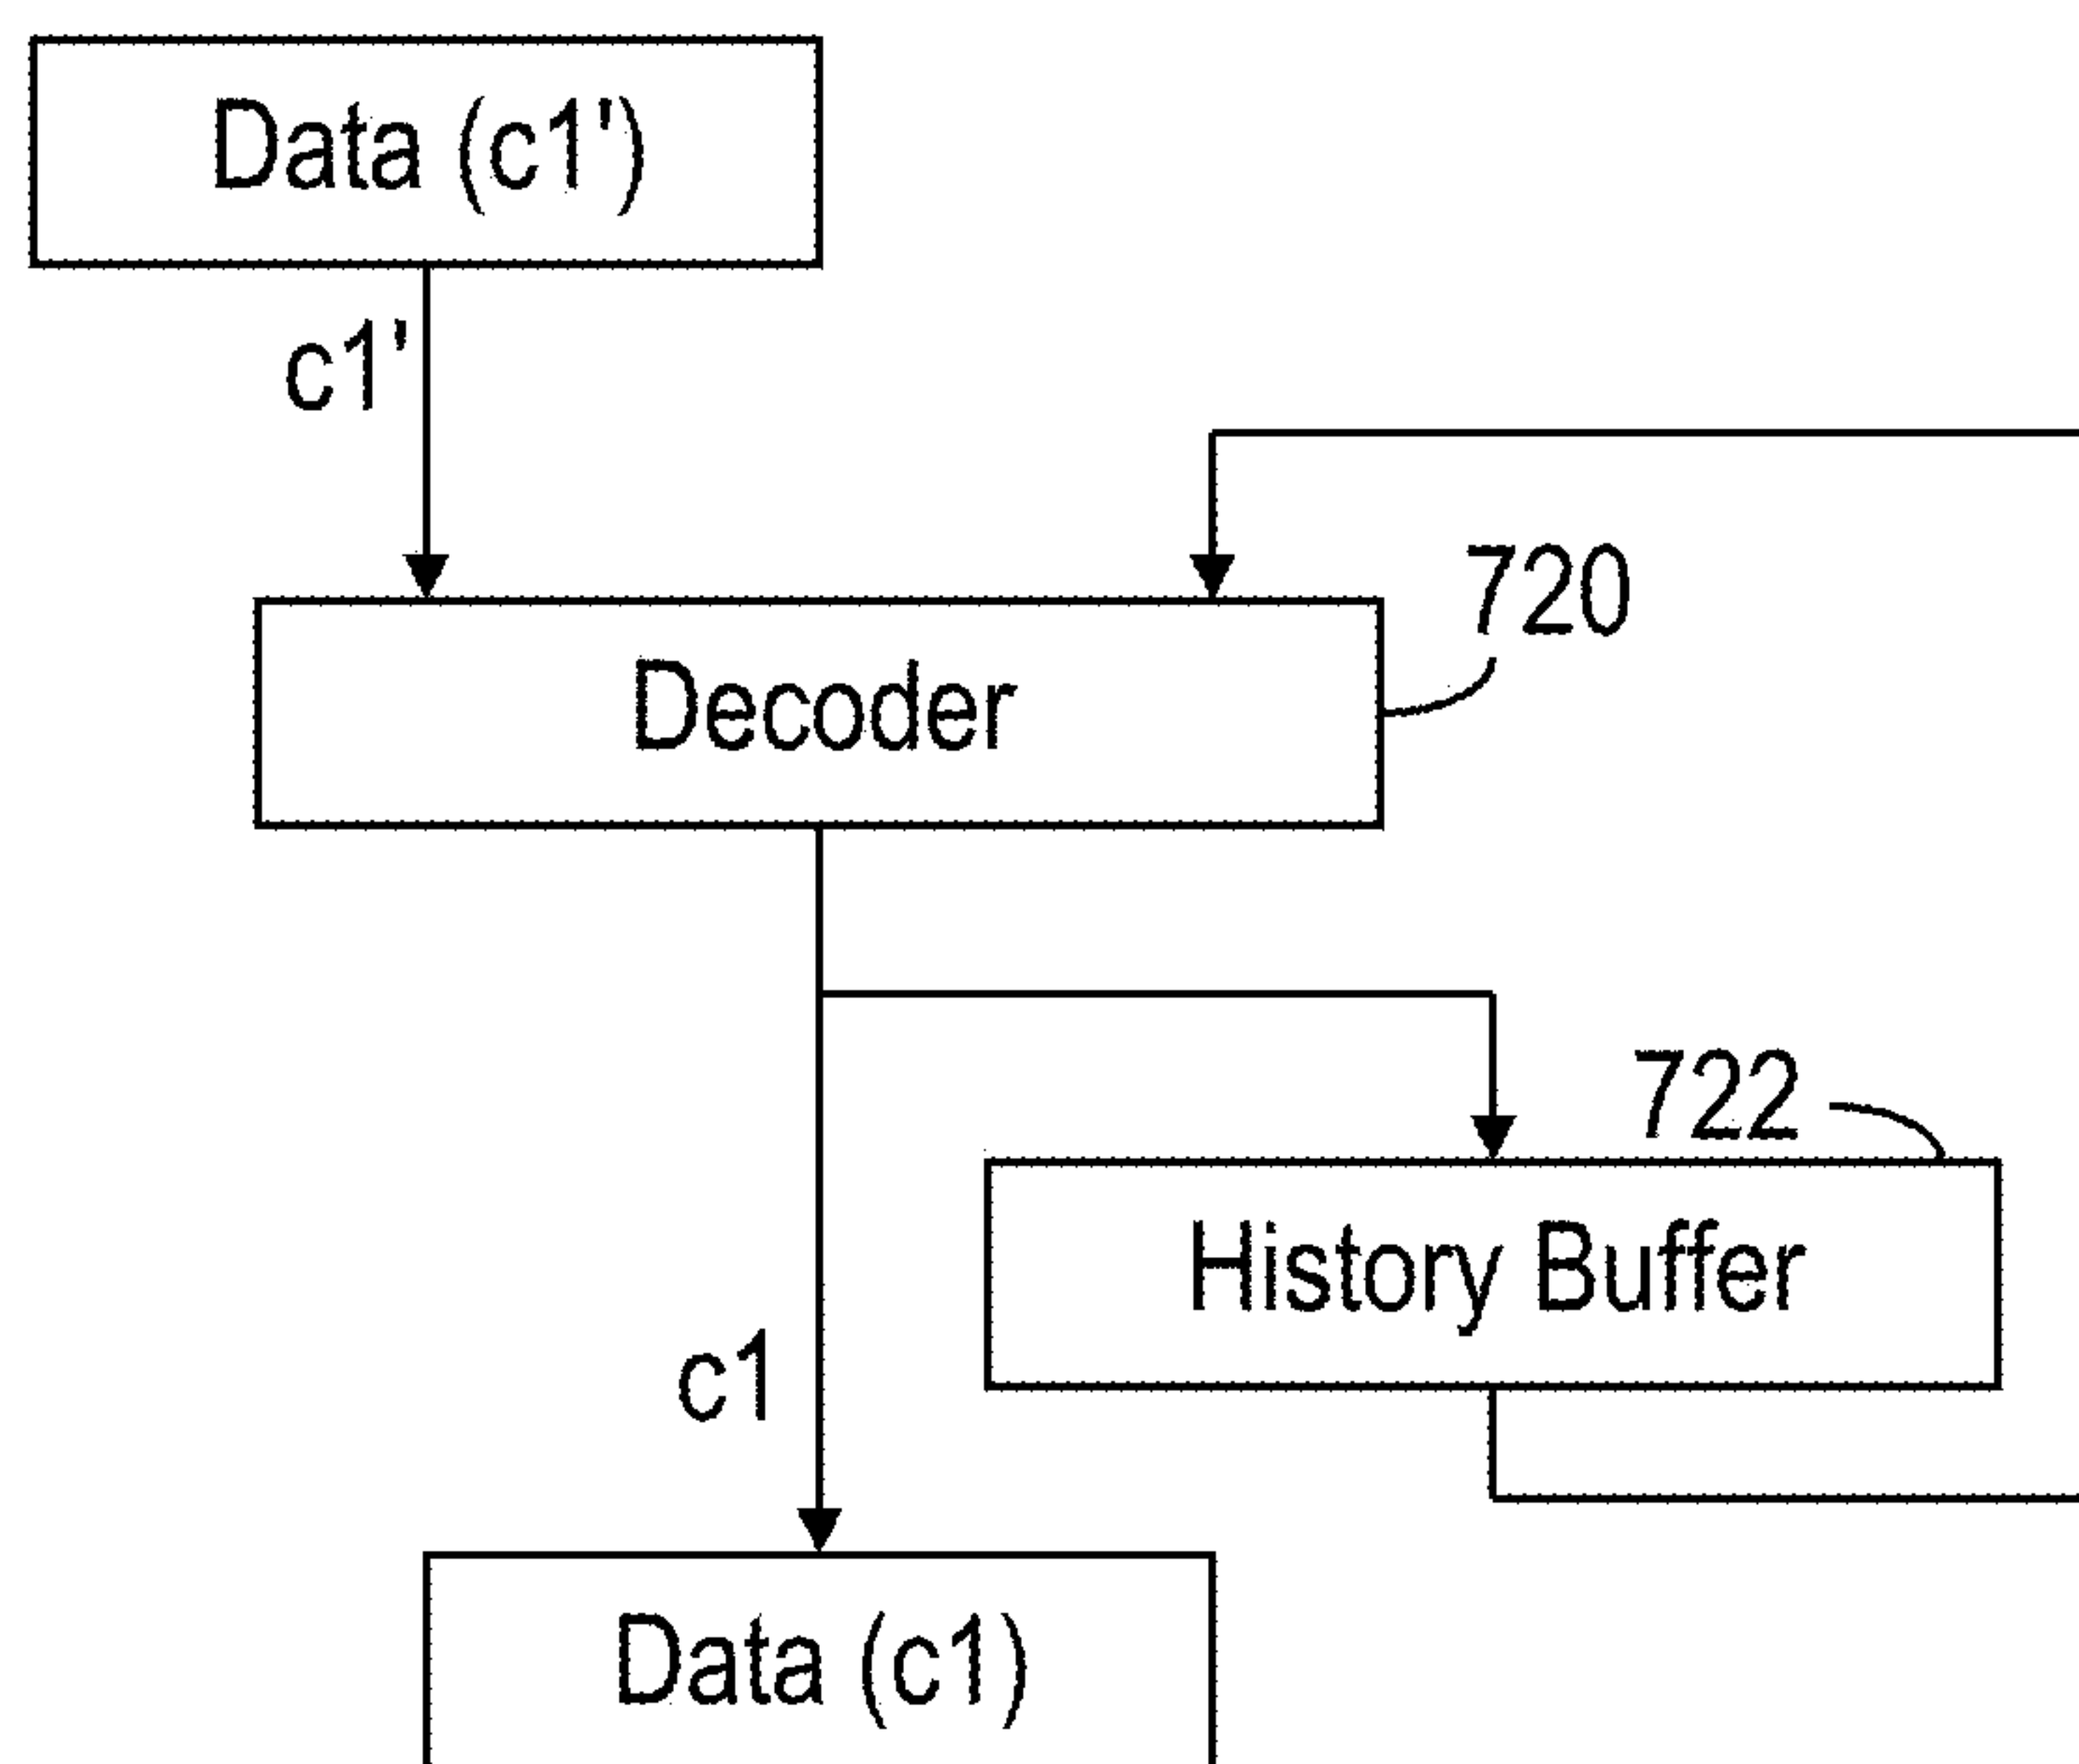 Data (c1')
c1'
720
Decoder
722
History Buffer
c1
Data (c1)